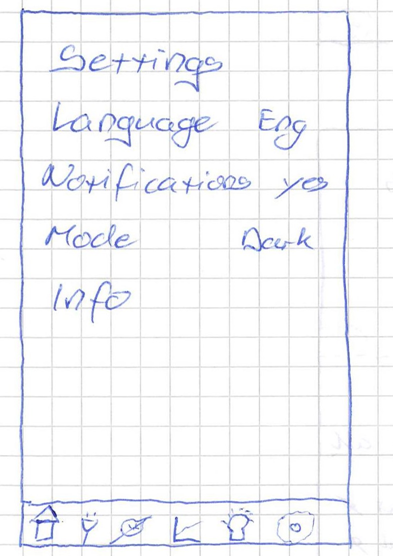 Settings
Language Eng
Notifications yes
Mode Dark
Info